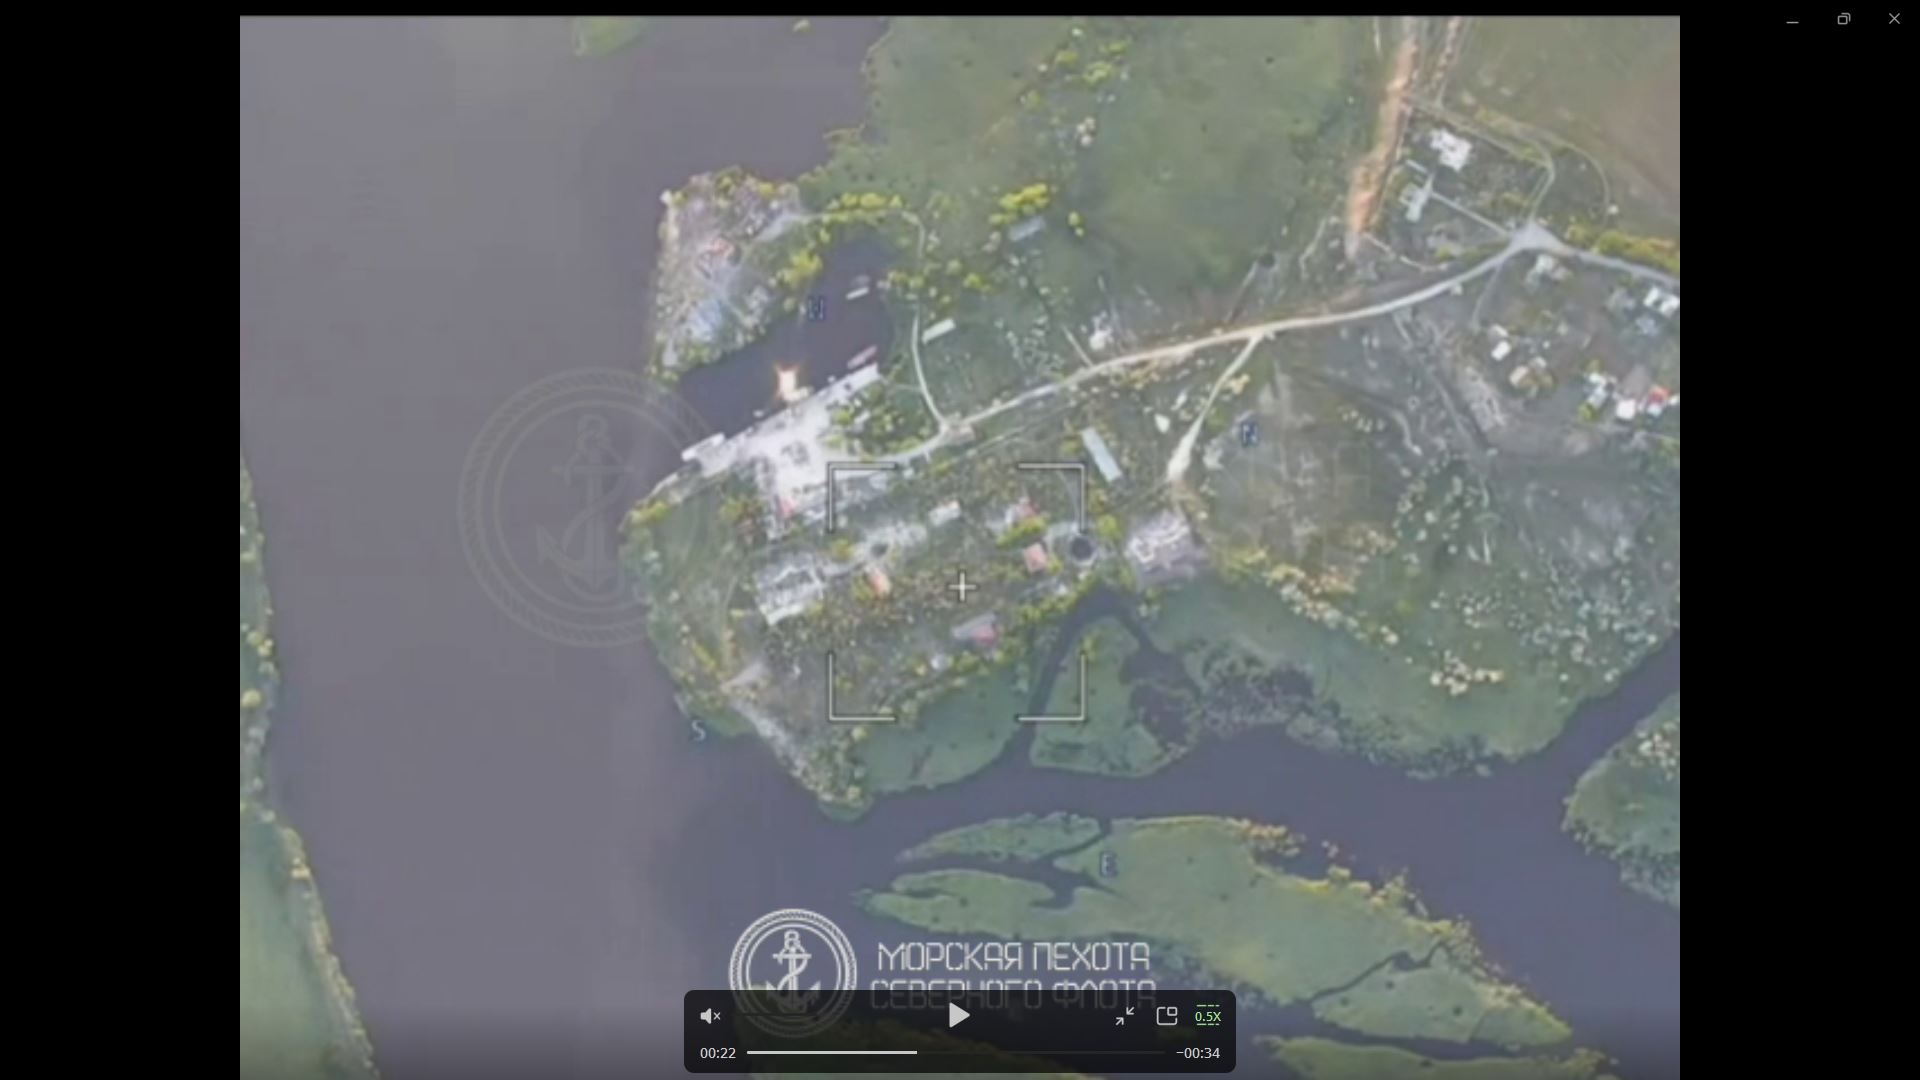 W
N
S
E
МОРСКАЯ ПЕХОТА
СЕВЕРНОГО ФЛОТА
0.5X
00:22
−00:34